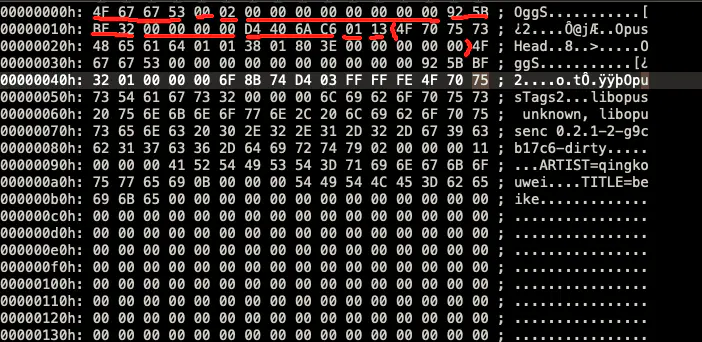 00000000h: 4F 67 67 53 00 02 00 00 00 00 00 00 00 00 92 5B ; OggS..........[
00000010h: BF 32 00 00 00 00 D4 40 6A C6 01 13 4F 70 75 73 ; ¿2....Ô@jÆ..Opus
00000020h: 48 65 61 64 01 01 38 01 80 3E 00 00 00 00 00 4F ; Head..8..>.....O
00000030h: 67 67 53 00 00 00 00 00 00 00 00 00 00 92 5B BF ; ggS...........[¿
00000040h: 32 01 00 00 00 6F 8B 74 D4 03 FF FF FE 4F 70 75 ; 2....o.tÔ.ÿÿþOpu
00000050h: 73 54 61 67 73 32 00 00 00 6C 69 62 6F 70 75 73 ; sTags2...libopus
00000060h: 20 75 6E 6B 6E 6F 77 6E 2C 20 6C 69 62 6F 70 75 ;  unknown, libopu
00000070h: 73 65 6E 63 20 30 2E 32 2E 31 2D 32 2D 67 39 63 ; senc 0.2.1-2-g9c
00000080h: 62 31 37 63 36 2D 64 69 72 74 79 02 00 00 00 11 ; b17c6-dirty.....
00000090h: 00 00 00 41 52 54 49 53 54 3D 71 69 6E 67 6B 6F ; ...ARTIST=qingko
000000a0h: 75 77 65 69 0B 00 00 00 54 49 54 4C 45 3D 62 65 ; uwei....TITLE=be
000000b0h: 69 6B 65 00 00 00 00 00 00 00 00 00 00 00 00 00 ; ike.............
000000c0h: 00 00 00 00 00 00 00 00 00 00 00 00 00 00 00 00 ; ................
000000d0h: 00 00 00 00 00 00 00 00 00 00 00 00 00 00 00 00 ; ................
000000e0h: 00 00 00 00 00 00 00 00 00 00 00 00 00 00 00 00 ; ................
000000f0h: 00 00 00 00 00 00 00 00 00 00 00 00 00 00 00 00 ; ................
00000100h: 00 00 00 00 00 00 00 00 00 00 00 00 00 00 00 00 ; ................
00000110h: 00 00 00 00 00 00 00 00 00 00 00 00 00 00 00 00 ; ................
00000120h: 00 00 00 00 00 00 00 00 00 00 00 00 00 00 00 00 ; ................
00000130h: 00 00 00 00 00 00 00 00 00 00 00 00 00 00 00 00 ; ................